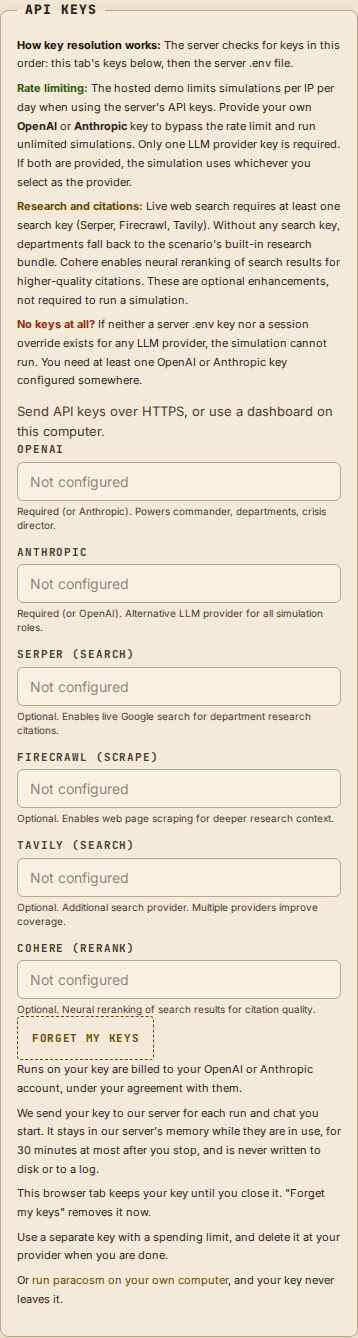 API KEYS
How key resolution works: The server checks for keys in this
order: this tab's keys below, then the server .env file.
Rate limiting: The hosted demo limits simulations per IP per
day when using the server's API keys. Provide your own
OpenAI or Anthropic key to bypass the rate limit and run
unlimited simulations. Only one LLM provider key is required.
If both are provided, the simulation uses whichever you
select as the provider.
Research and citations: Live web search requires at least one
search key (Serper, Firecrawl, Tavily). Without any search key,
departments fall back to the scenario's built-in research
bundle. Cohere enables neural reranking of search results for
higher-quality citations. These are optional enhancements,
not required to run a simulation.
No keys at all? If neither a server .env key nor a session
override exists for any LLM provider, the simulation cannot
run. You need at least one OpenAI or Anthropic key
configured somewhere.
Send API keys over HTTPS, or use a dashboard on
this computer.
OPENAI
Not configured
Required (or Anthropic). Powers commander, departments, crisis
director.
ANTHROPIC
Not configured
Required (or OpenAI). Alternative LLM provider for all simulation
roles.
SERPER (SEARCH)
Not configured
Optional. Enables live Google search for department research
citations.
FIRECRAWL (SCRAPE)
Not configured
Optional. Enables web page scraping for deeper research context.
TAVILY (SEARCH)
Not configured
Optional. Additional search provider. Multiple providers improve
coverage.
COHERE (RERANK)
Not configured
Optional. Neural reranking of search results for citation quality.
FORGET MY KEYS
Runs on your key are billed to your OpenAI or Anthropic
account, under your agreement with them.
We send your key to our server for each run and chat you
start. It stays in our server's memory while they are in use, for
30 minutes at most after you stop, and is never written to
disk or to a log.
This browser tab keeps your key until you close it. "Forget
my keys" removes it now.
Use a separate key with a spending limit, and delete it at your
provider when you are done.
Or run paracosm on your own computer, and your key never
leaves it.